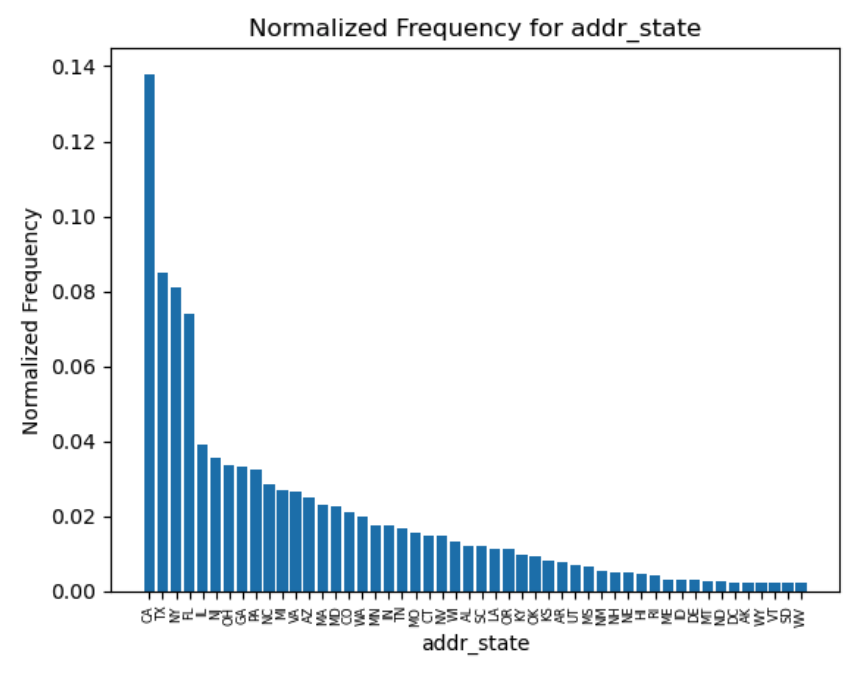 Normalized Frequency for addr_state
0.14
0.12
0.10
0.08
0.06
0.04
0.02
0.00
Normalized Frequency
CA TX NY FL IL NJ OH GA PA NC MI VA AZ MA MD CO WA MN IN TN MO CT NV WI AL SC LA OR KY OK KS AR UT MS NM NH NE HI RI ME ID DE MT ND DC AK WY VT SD WV
addr_state